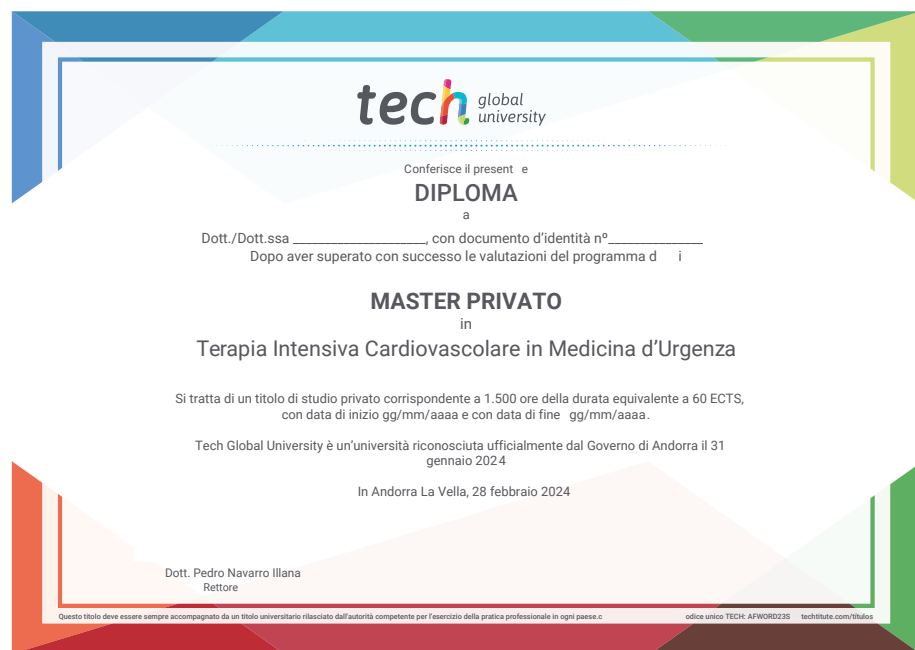 tech global university
Conferisce il present e
DIPLOMA
a
Dott./Dott.ssa ____________________, con documento d'identità nº______________
Dopo aver superato con successo le valutazioni del programma d i
MASTER PRIVATO
in
Terapia Intensiva Cardiovascolare in Medicina d'Urgenza
Si tratta di un titolo di studio privato corrispondente a 1.500 ore della durata equivalente a 60 ECTS,
con data di inizio gg/mm/aaaa e con data di fine gg/mm/aaaa.
Tech Global University è un'università riconosciuta ufficialmente dal Governo di Andorra il 31
gennaio 2024
In Andorra La Vella, 28 febbraio 2024
Dott. Pedro Navarro Illana
Rettore
Questo titolo deve essere sempre accompagnato da un titolo universitario rilasciato dall'autorità competente per l'esercizio della pratica professionale in ogni paese.c odice unico TECH: AFWORD23S techtitute.com/titulos